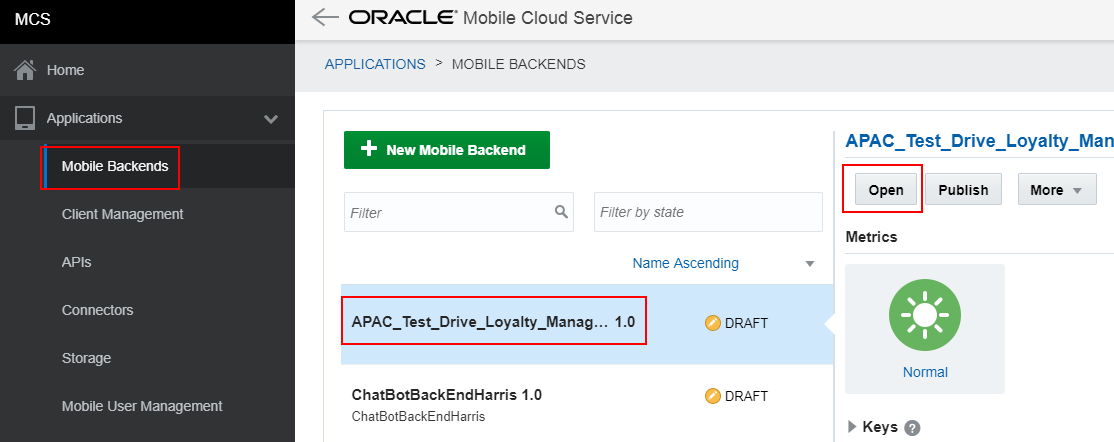 MCS
Home
Applications
Mobile Backends
Client Management
APIs
Connectors
Storage
Mobile User Management
ORACLE® Mobile Cloud Service
APPLICATIONS > MOBILE BACKENDS
+ New Mobile Backend
Filter
Filter by state
Name Ascending
APAC_Test_Drive_Loyalty_Manag... 1.0
DRAFT
ChatBotBackEndHarris 1.0
DRAFT
ChatBotBackEndHarris
APAC_Test_Drive_Loyalty_Man
Open Publish More
Metrics
Normal
Keys ?